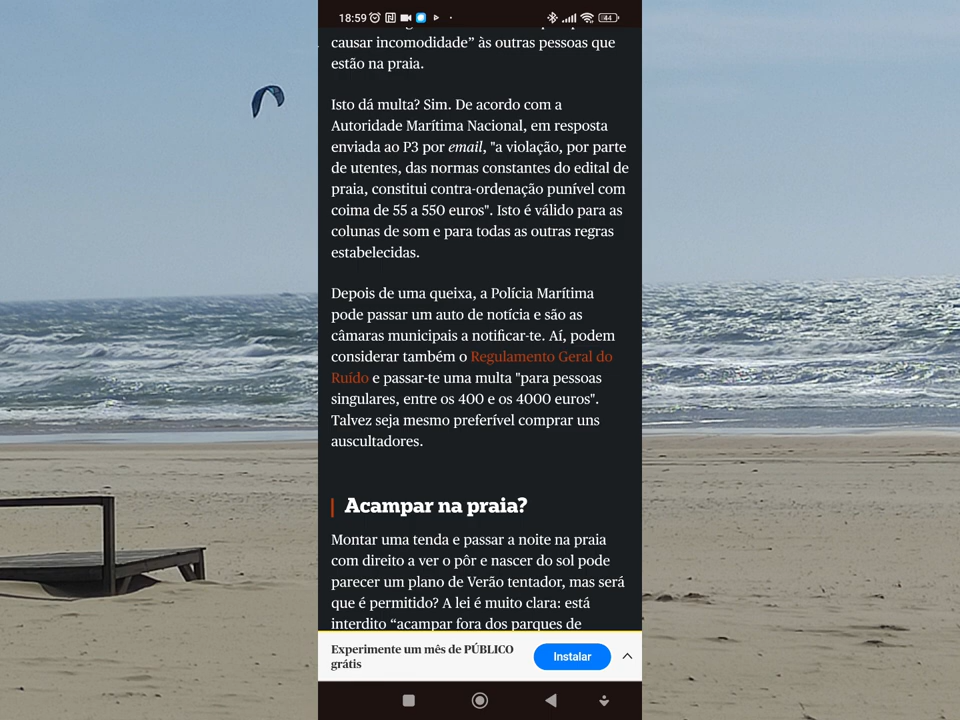 18:59
44
causar incomodidade” às outras pessoas que
estão na praia.
Isto dá multa? Sim. De acordo com a
Autoridade Marítima Nacional, em resposta
enviada ao P3 por email, "a violação, por parte
de utentes, das normas constantes do edital de
praia, constitui contra-ordenação punível com
coima de 55 a 550 euros". Isto é válido para as
colunas de som e para todas as outras regras
estabelecidas.
Depois de uma queixa, a Polícia Marítima
pode passar um auto de notícia e são as
câmaras municipais a notificar-te. Aí, podem
considerar também o Regulamento Geral do
Ruído e passar-te uma multa "para pessoas
singulares, entre os 400 e os 4000 euros".
Talvez seja mesmo preferível comprar uns
auscultadores.
Acampar na praia?
Montar uma tenda e passar a noite na praia
com direito a ver o pôr e nascer do sol pode
parecer um plano de Verão tentador, mas será
que é permitido? A lei é muito clara: está
interdito “acampar fora dos parques de
Experimente um mês de PÚBLICO
grátis
Instalar